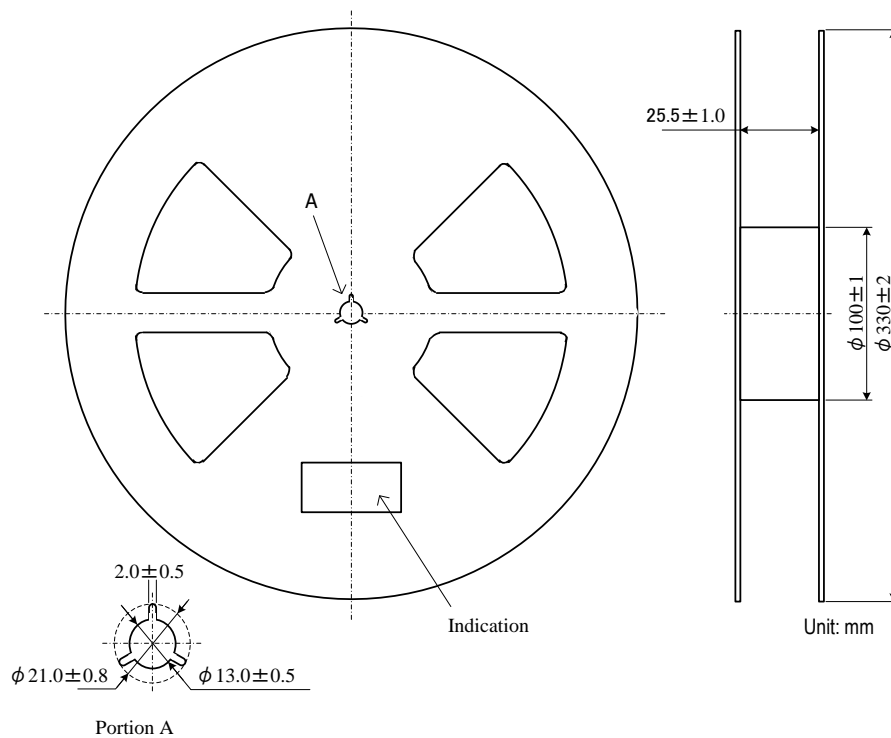 25.5±1.0
A
φ100±1
φ330±2
2.0±0.5
Indication
Unit: mm
φ21.0±0.8
φ13.0±0.5
Portion A